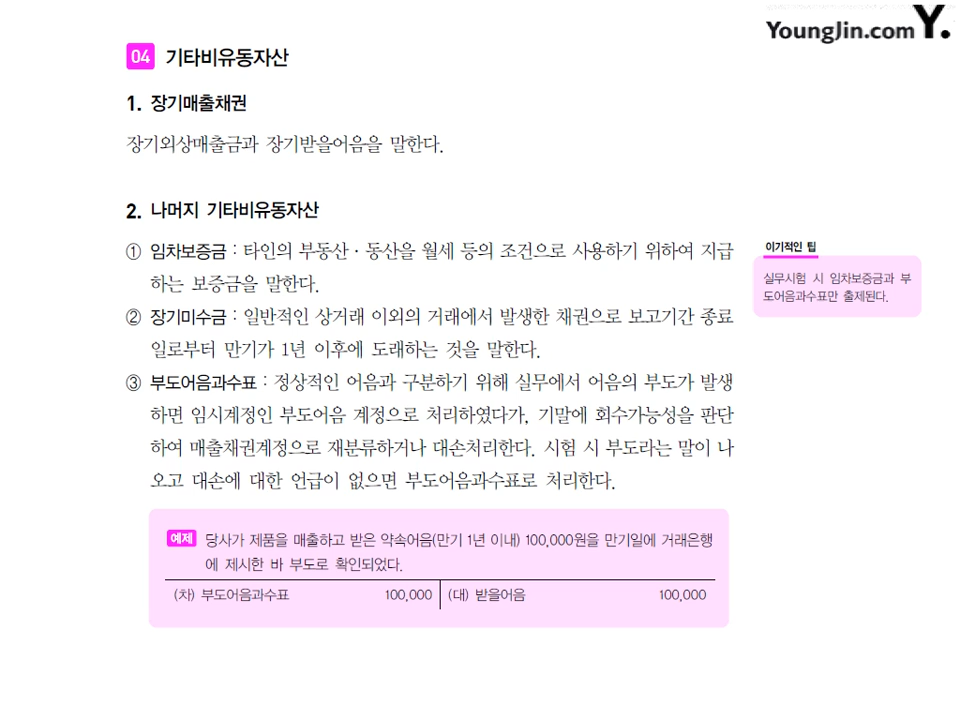 YoungJin.com Y.
04 기타비유동자산
1. 장기매출채권
장기외상매출금과 장기받을어음을 말한다.
2. 나머지 기타비유동자산
① 임차보증금 : 타인의 부동산 · 동산을 월세 등의 조건으로 사용하기 위하여 지급
하는 보증금을 말한다.
② 장기미수금 : 일반적인 상거래 이외의 거래에서 발생한 채권으로 보고기간 종료
일로부터 만기가 1년 이후에 도래하는 것을 말한다.
③ 부도어음과수표 : 정상적인 어음과 구분하기 위해 실무에서 어음의 부도가 발생
하면 임시계정인 부도어음 계정으로 처리하였다가, 기말에 회수가능성을 판단
하여 매출채권계정으로 재분류하거나 대손처리한다. 시험 시 부도라는 말이 나
오고 대손에 대한 언급이 없으면 부도어음과수표로 처리한다.
이기적인 팁
실무시험 시 임차보증금과 부
도어음과수표만 출제된다.
예제 당사가 제품을 매출하고 받은 약속어음(만기 1년 이내) 100,000원을 만기일에 거래은행
에 제시한 바 부도로 확인되었다.
(차) 부도어음과수표 100,000 (대) 받을어음 100,000